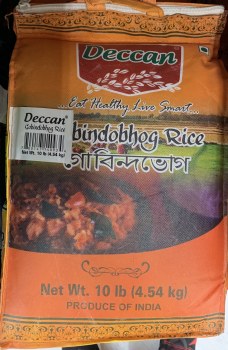 Deccan
Eat Healthy Live Smart...
Deccan
Gobindobhog Rice
Net Wt. 10 lb (4.54 kg)
bindobhog Rice
গোবিন্দভোগ
Net Wt. 10 lb (4.54 kg)
PRODUCE OF INDIA